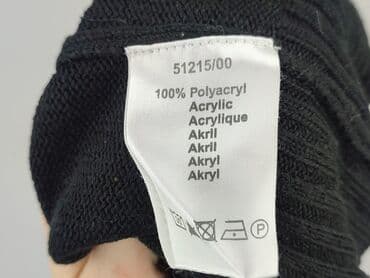 51215/00
100% Polyacryl
Acrylic
Acrylique
Akril
Akril
Akryl
Akryl
P